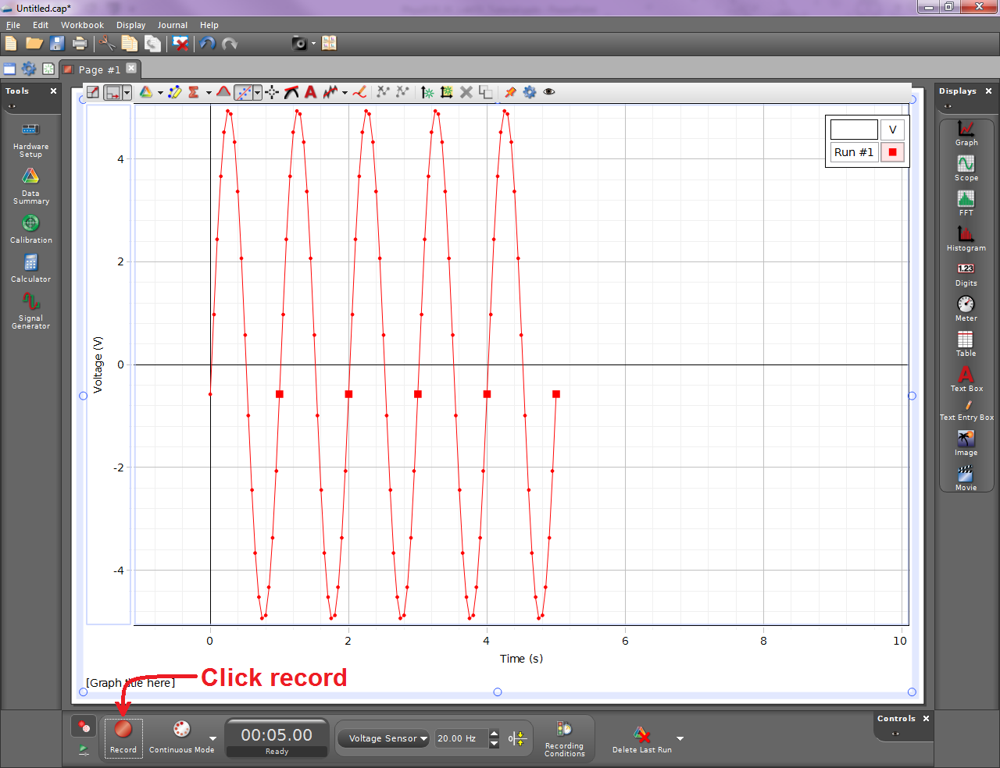 Untitled.cap*
File Edit Workbook Display Journal Help
Page #1
Tools
Hardware
Setup
Data
Summary
Calibration
Calculator
Signal
Generator
Voltage (V)
4
2
0
-2
-4
V
Run #1
0 2 4 6 8 10
Time (s)
[Graph title here]
Click record
Displays
Graph
Scope
FFT
Histogram
1.23
Digits
Meter
Table
A
Text Box
Text Entry Box
Image
Movie
Record
Continuous Mode
00:05.00
Ready
Voltage Sensor
20.00 Hz
Recording
Conditions
Delete Last Run
Controls